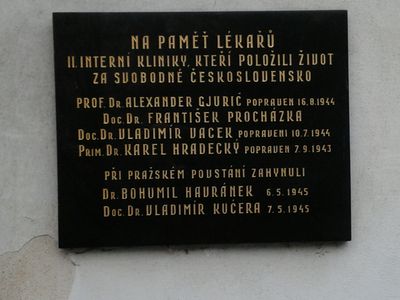 NA PAMĚŤ LÉKAŘŮ
II. INTERNÍ KLINIKY, KTEŘÍ POLOŽILI ŽIVOT
ZA SVOBODNÉ ČESKOSLOVENSKO
PROF. DR. ALEXANDER GJURIĆ POPRAVEN 16.8.1944
DOC. DR. FRANTIŠEK PROCHÁZKA
DOC. DR. VLADIMÍR VACEK, POPRAVENI 10.7.1944
PRIM. DR. KAREL HRADECKÝ POPRAVEN 7.9.1943
PŘI PRAŽSKÉM POVSTÁNÍ ZAHYNULI
DR. BOHUMIL HAVRÁNEK 6.5.1945
DOC. DR. VLADIMÍR KUČERA 7.5.1945